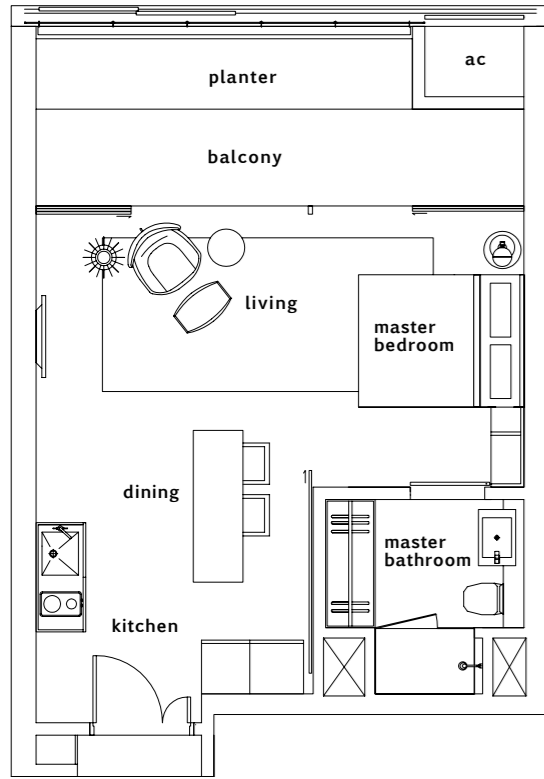 ac
planter
balcony
living
master
bedroom
dining
master
bathroom
kitchen